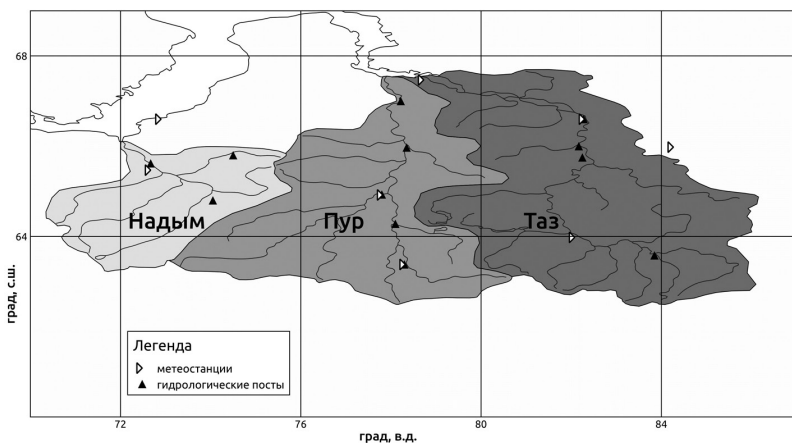 68
Надым Пур Таз
64
град, с.ш.
Легенда
метеостанции
гидрологические посты
72 76 80 84
град, в.д.